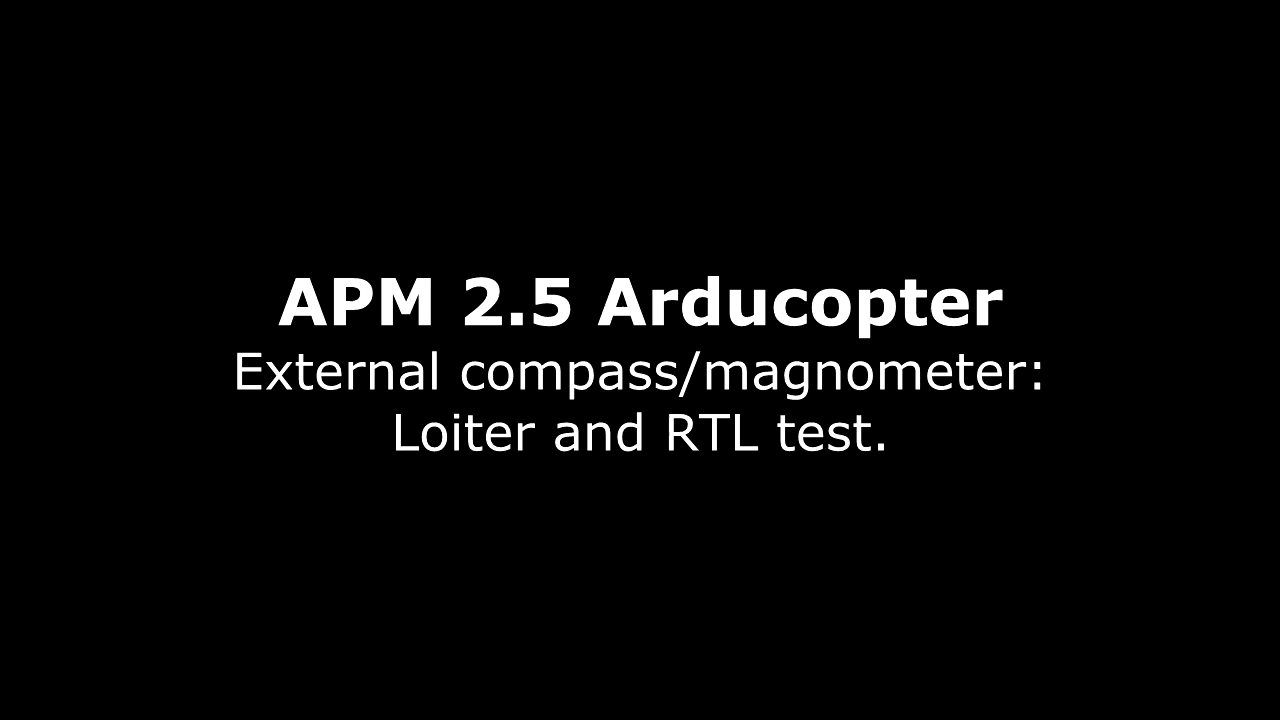 APM 2.5 Arducopter
External compass/magnometer:
Loiter and RTL test.